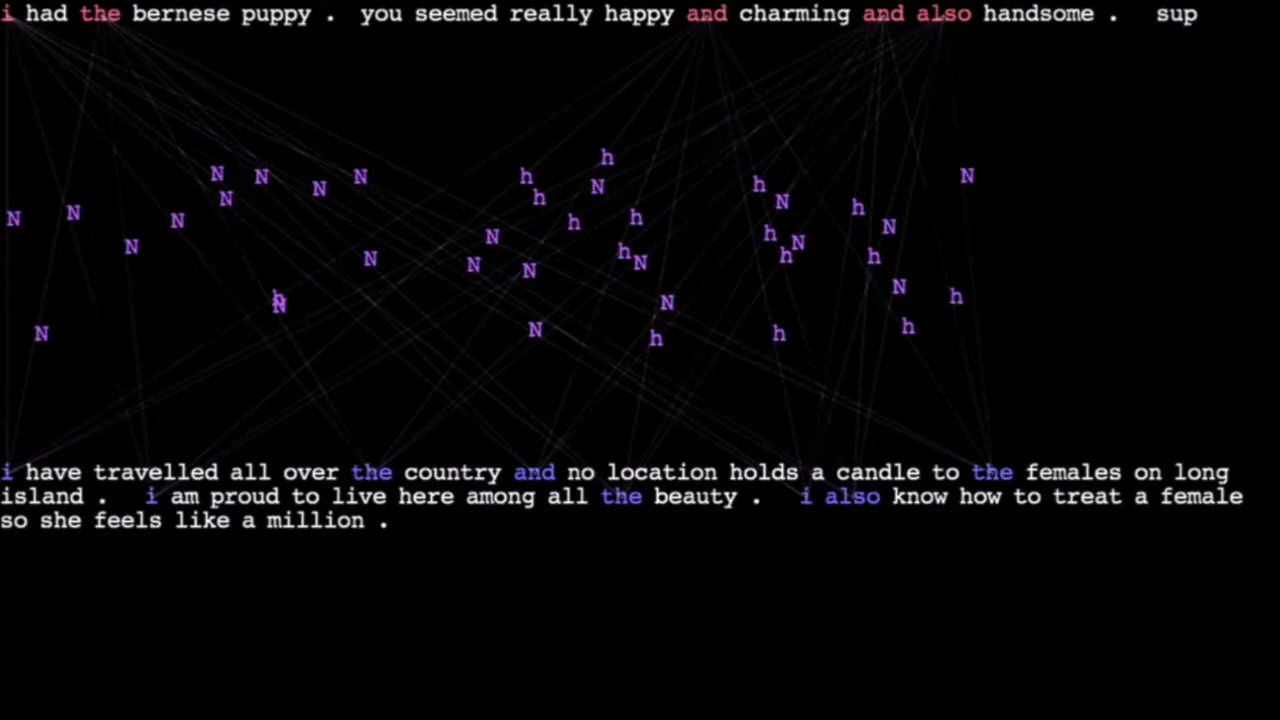 i had the bernese puppy .  you seemed really happy and charming and also handsome .   sup
h
N h N
N N N N h
N h N
N N h h N
N h N
N h N
N h h N h
N N N
N h
h h
N N
N h
N h
h
i have travelled all over the country and no location holds a candle to the females on long
island .   i am proud to live here among all the beauty .   i also know how to treat a female
so she feels like a million .